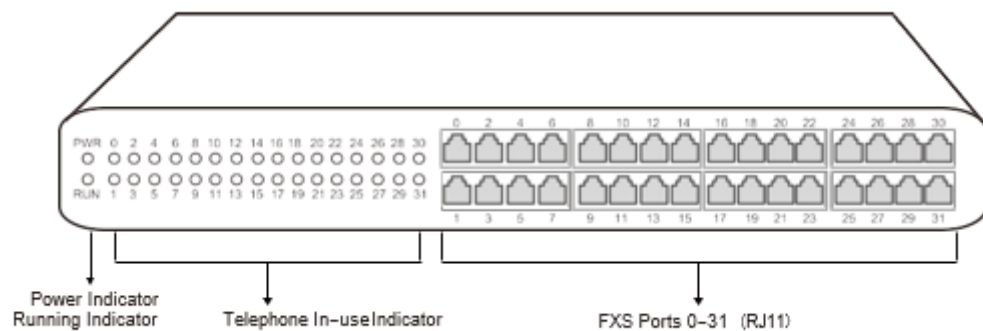 0 2 4 6 8 10 12 14 16 18 20 22 24 26 28 30
PWR 0 2 4 6 8 10 12 14 16 18 20 22 24 26 28 30
RUN 1 3 5 7 9 11 13 15 17 19 21 23 25 27 29 31
1 3 5 7 9 11 13 15 17 19 21 23 25 27 29 31
Power Indicator
Running Indicator
Telephone In-use Indicator
FXS Ports 0-31 (RJ11)